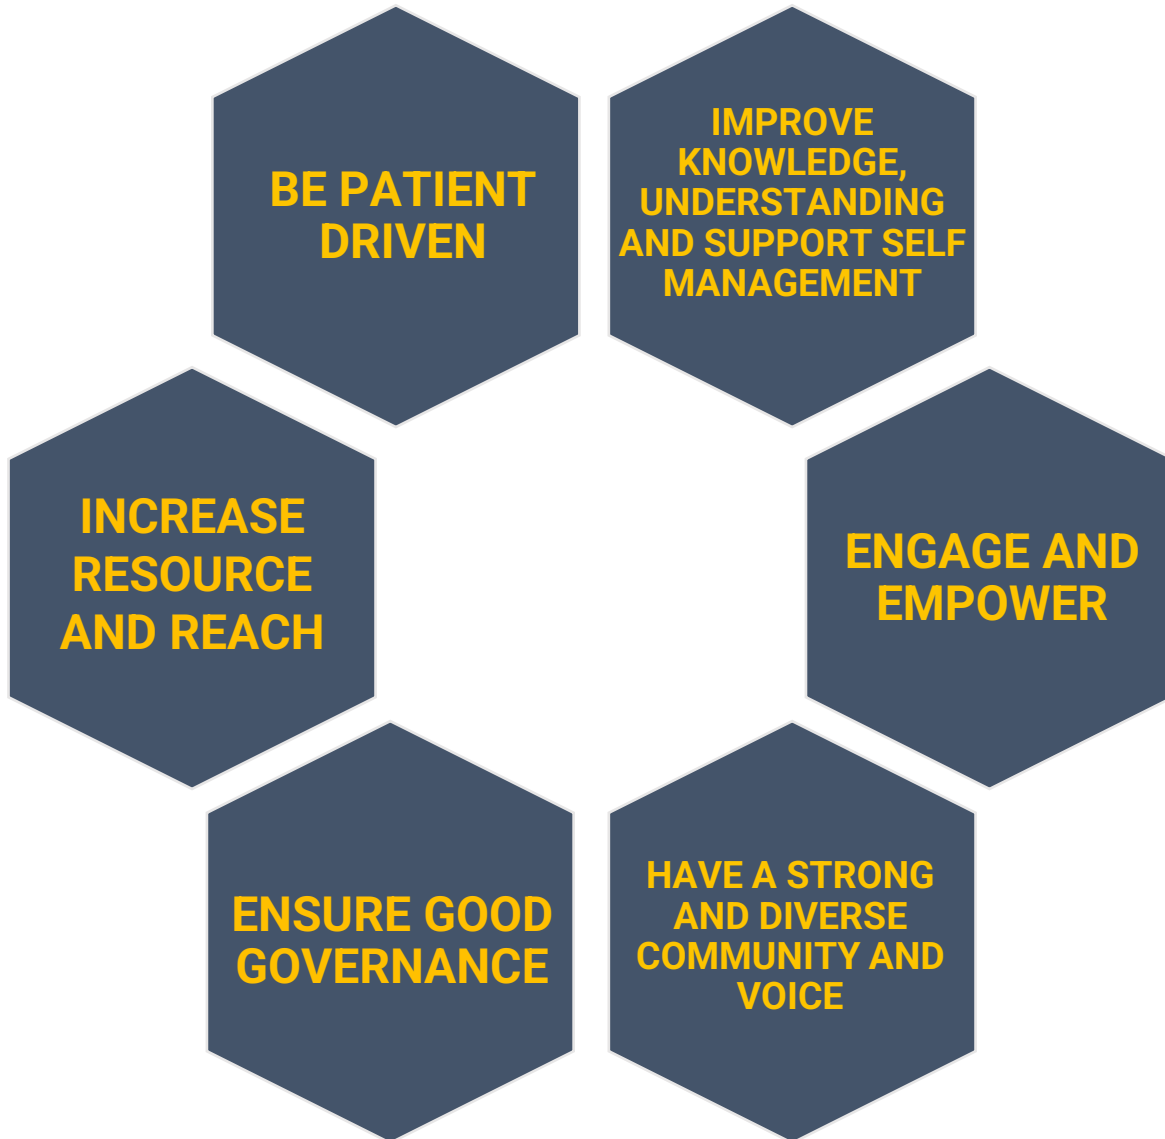 BE PATIENT
DRIVEN
IMPROVE
KNOWLEDGE,
UNDERSTANDING
AND SUPPORT SELF
MANAGEMENT
INCREASE
RESOURCE
AND REACH
ENGAGE AND
EMPOWER
ENSURE GOOD
GOVERNANCE
HAVE A STRONG
AND DIVERSE
COMMUNITY AND
VOICE